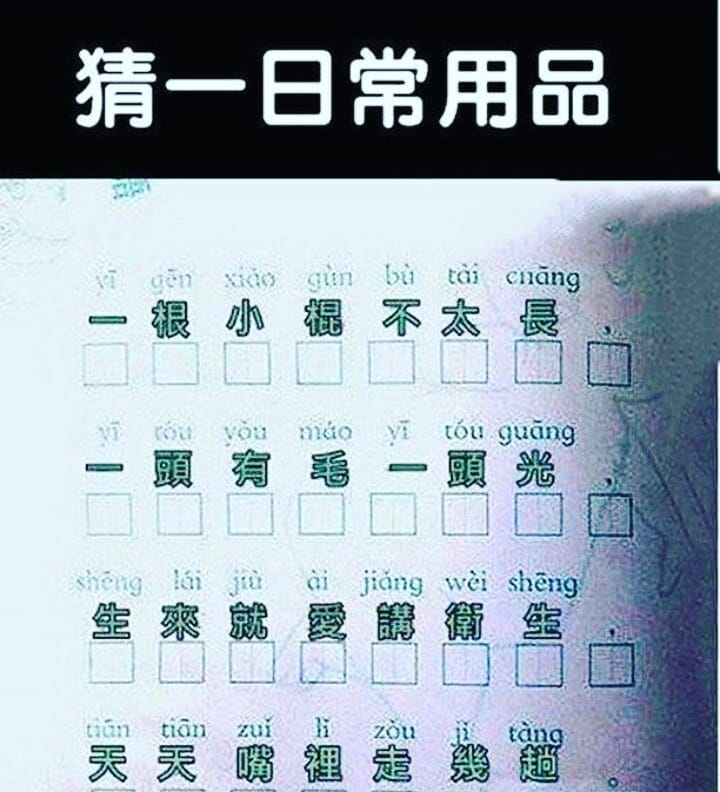 猜一日常用品
yī gēn xiǎo gùn bù tài cháng
一根小棍不太長，
yī tóu yǒu máo yī tóu guāng
一頭有毛一頭光，
shēng lái jiù ài jiǎng wèi shēng
生來就愛講衛生，
tiān tiān zuǐ lǐ zǒu jǐ tàng
天天嘴裡走幾趟。